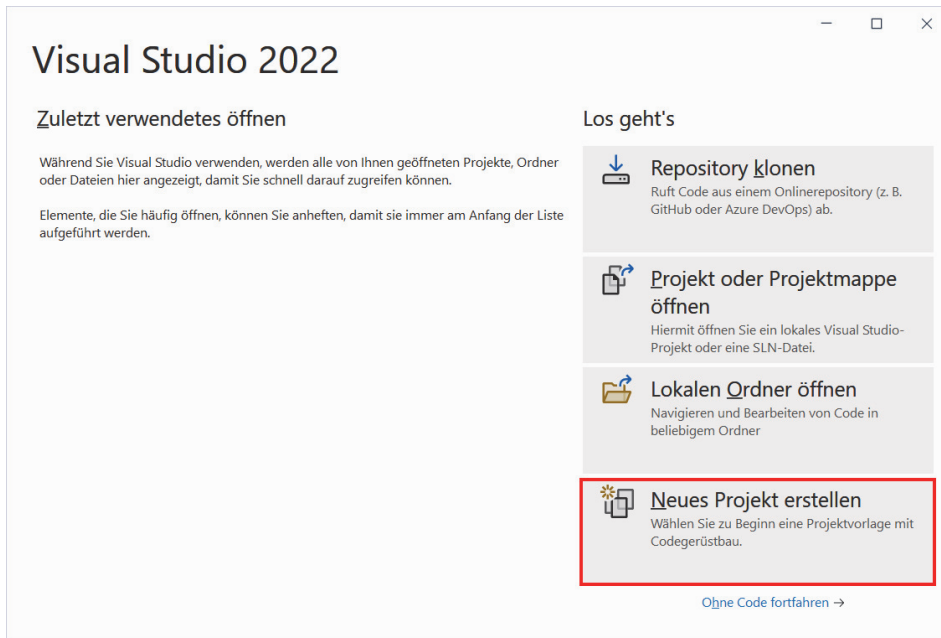 Visual Studio 2022
Zuletzt verwendetes öffnen
Während Sie Visual Studio verwenden, werden alle von Ihnen geöffneten Projekte, Ordner
oder Dateien hier angezeigt, damit Sie schnell darauf zugreifen können.
Elemente, die Sie häufig öffnen, können Sie anheften, damit sie immer am Anfang der Liste
aufgeführt werden.
Los geht's
Repository klonen
Ruft Code aus einem Onlinerepository (z. B.
GitHub oder Azure DevOps) ab.
Projekt oder Projektmappe
öffnen
Hiermit öffnen Sie ein lokales Visual Studio-
Projekt oder eine SLN-Datei.
Lokalen Ordner öffnen
Navigieren und Bearbeiten von Code in
beliebigem Ordner
Neues Projekt erstellen
Wählen Sie zu Beginn eine Projektvorlage mit
Codegerüstbau.
Ohne Code fortfahren →